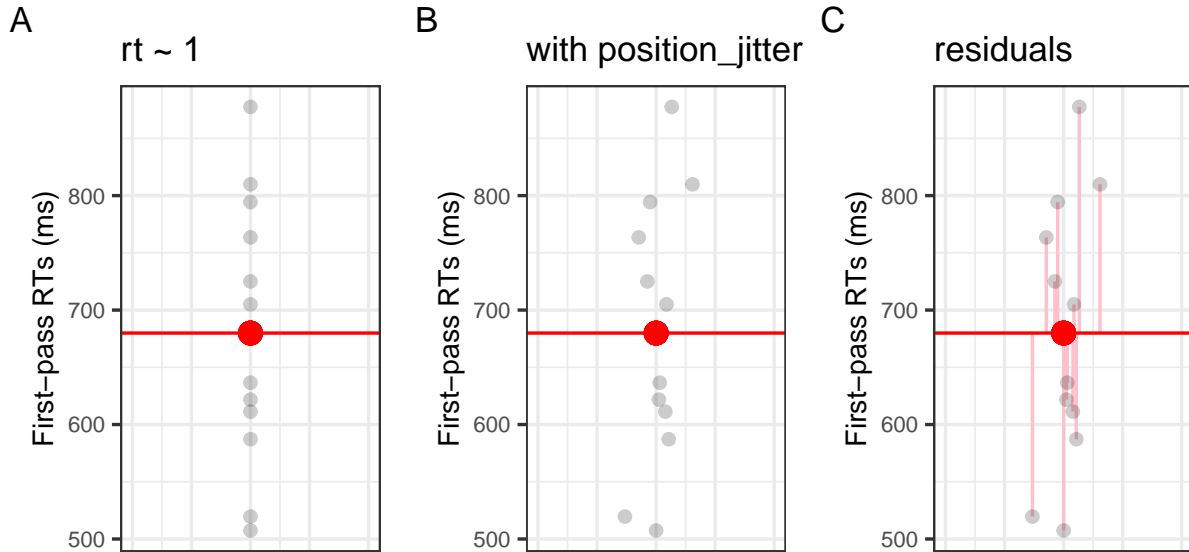 A
rt ~ 1
First−pass RTs (ms)
800
700
600
500
B
with position_jitter
First−pass RTs (ms)
800
700
600
500
C
residuals
First−pass RTs (ms)
800
700
600
500